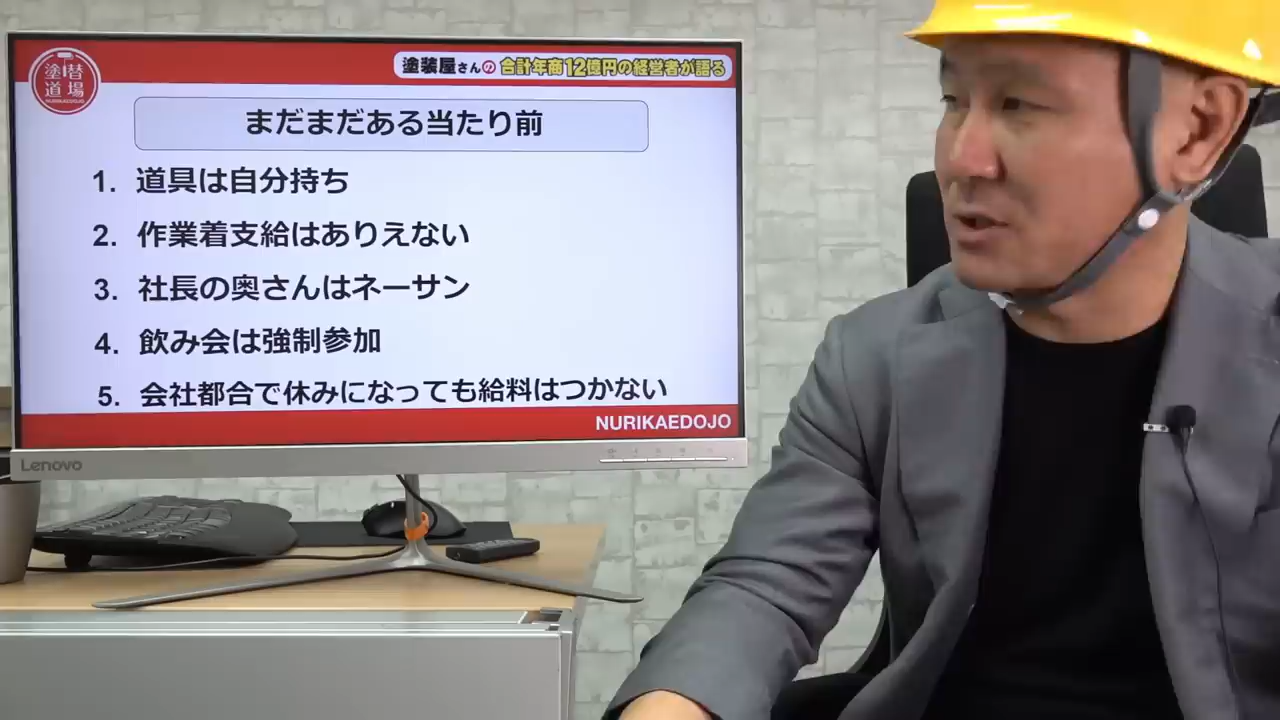 塗替
道場
NURIKAEDOJO
塗装屋さんの 合計年商12億円の経営者が語る
まだまだある当たり前
1. 道具は自分持ち
2. 作業着支給はありえない
3. 社長の奥さんはネーサン
4. 飲み会は強制参加
5. 会社都合で休みになっても給料はつかない
NURIKAEDOJO
Lenovo